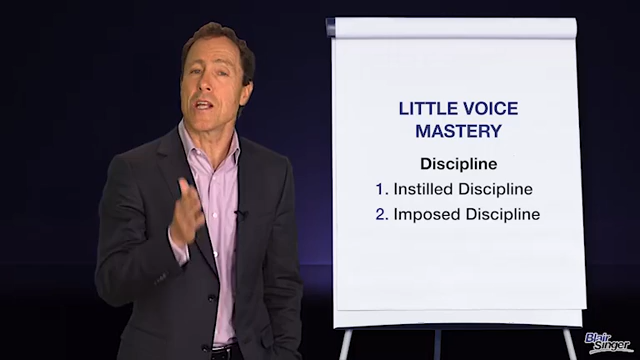 LITTLE VOICE
MASTERY
Discipline
1. Instilled Discipline
2. Imposed Discipline
Blair
Singer